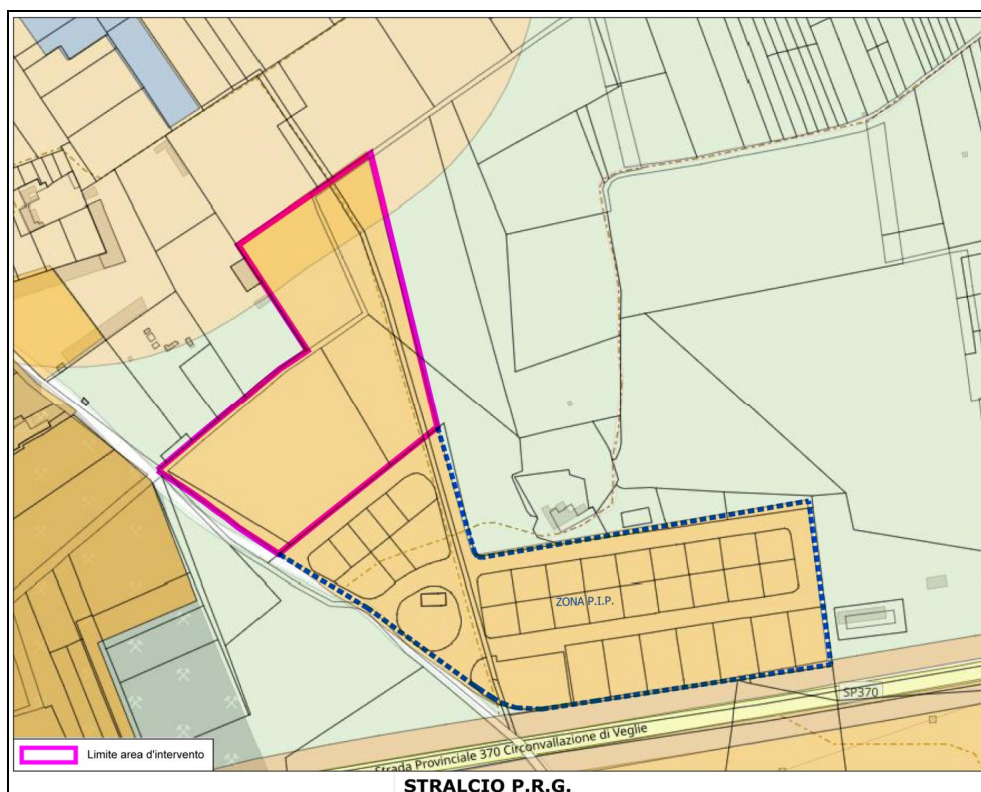 ZONA P.I.P.
SP370
Strada Provinciale 370 Circonvallazione di Veglie
Limite area d'intervento
STRALCIO P.R.G.